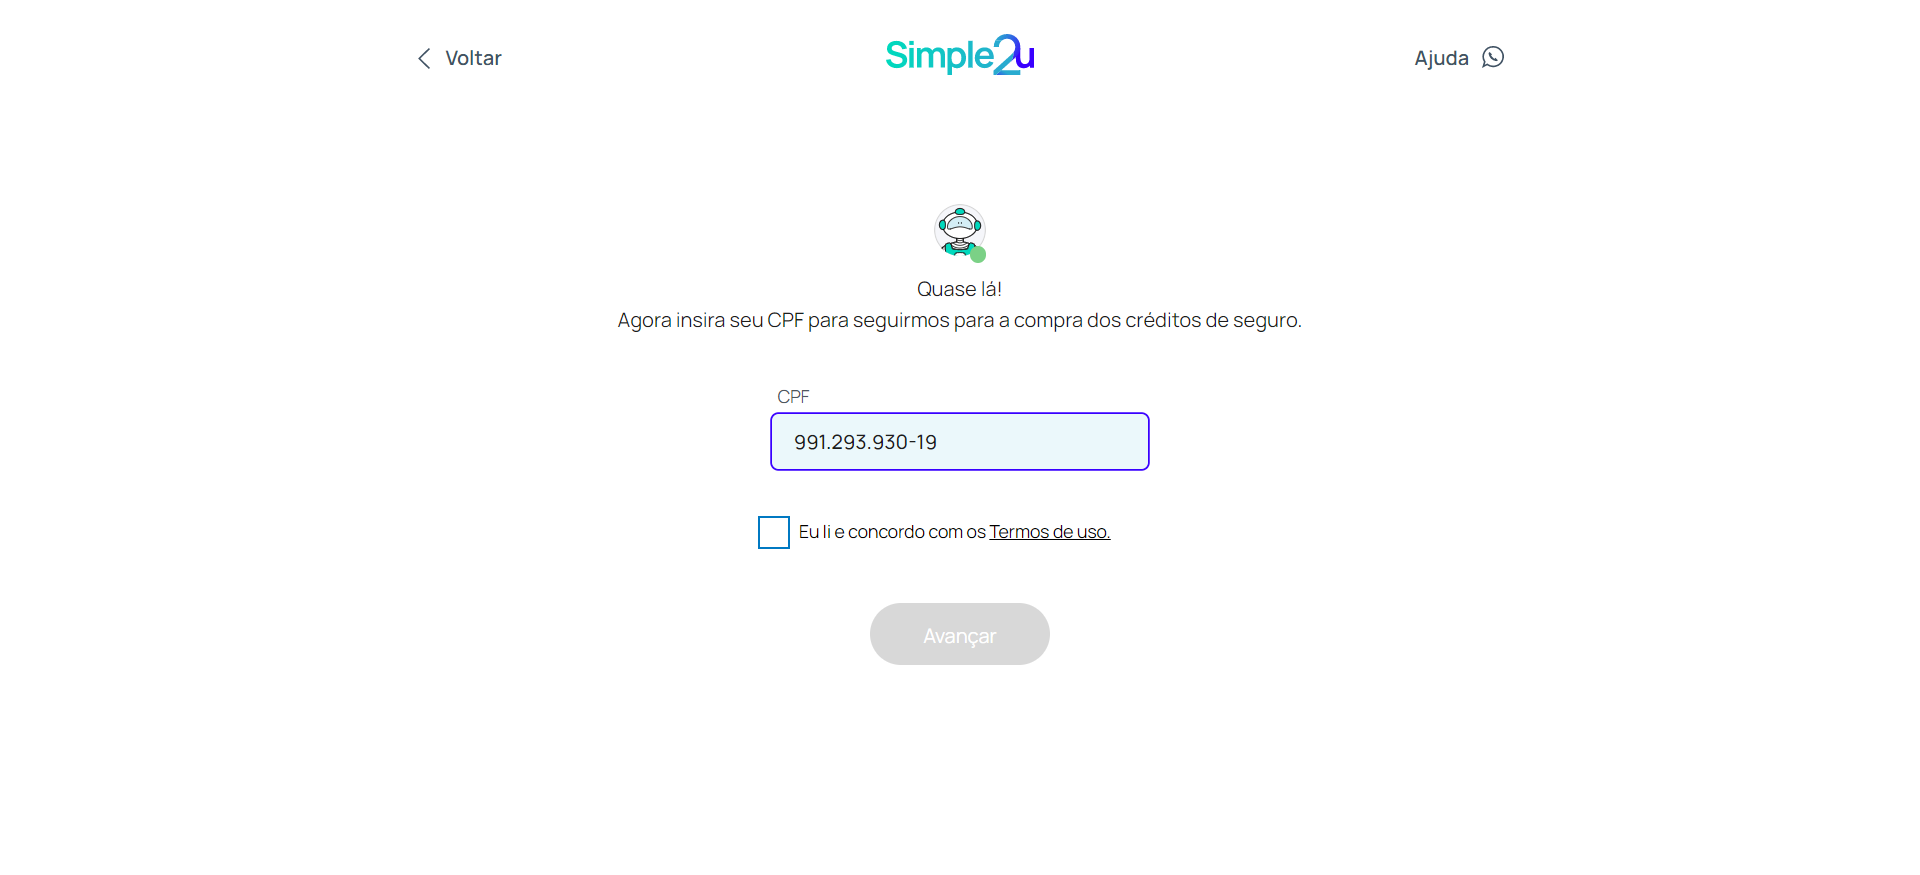 Voltar
Simple2u
Ajuda
Quase lá!
Agora insira seu CPF para seguirmos para a compra dos créditos de seguro.
CPF
991.293.930-19
Eu li e concordo com os Termos de uso.
Avançar